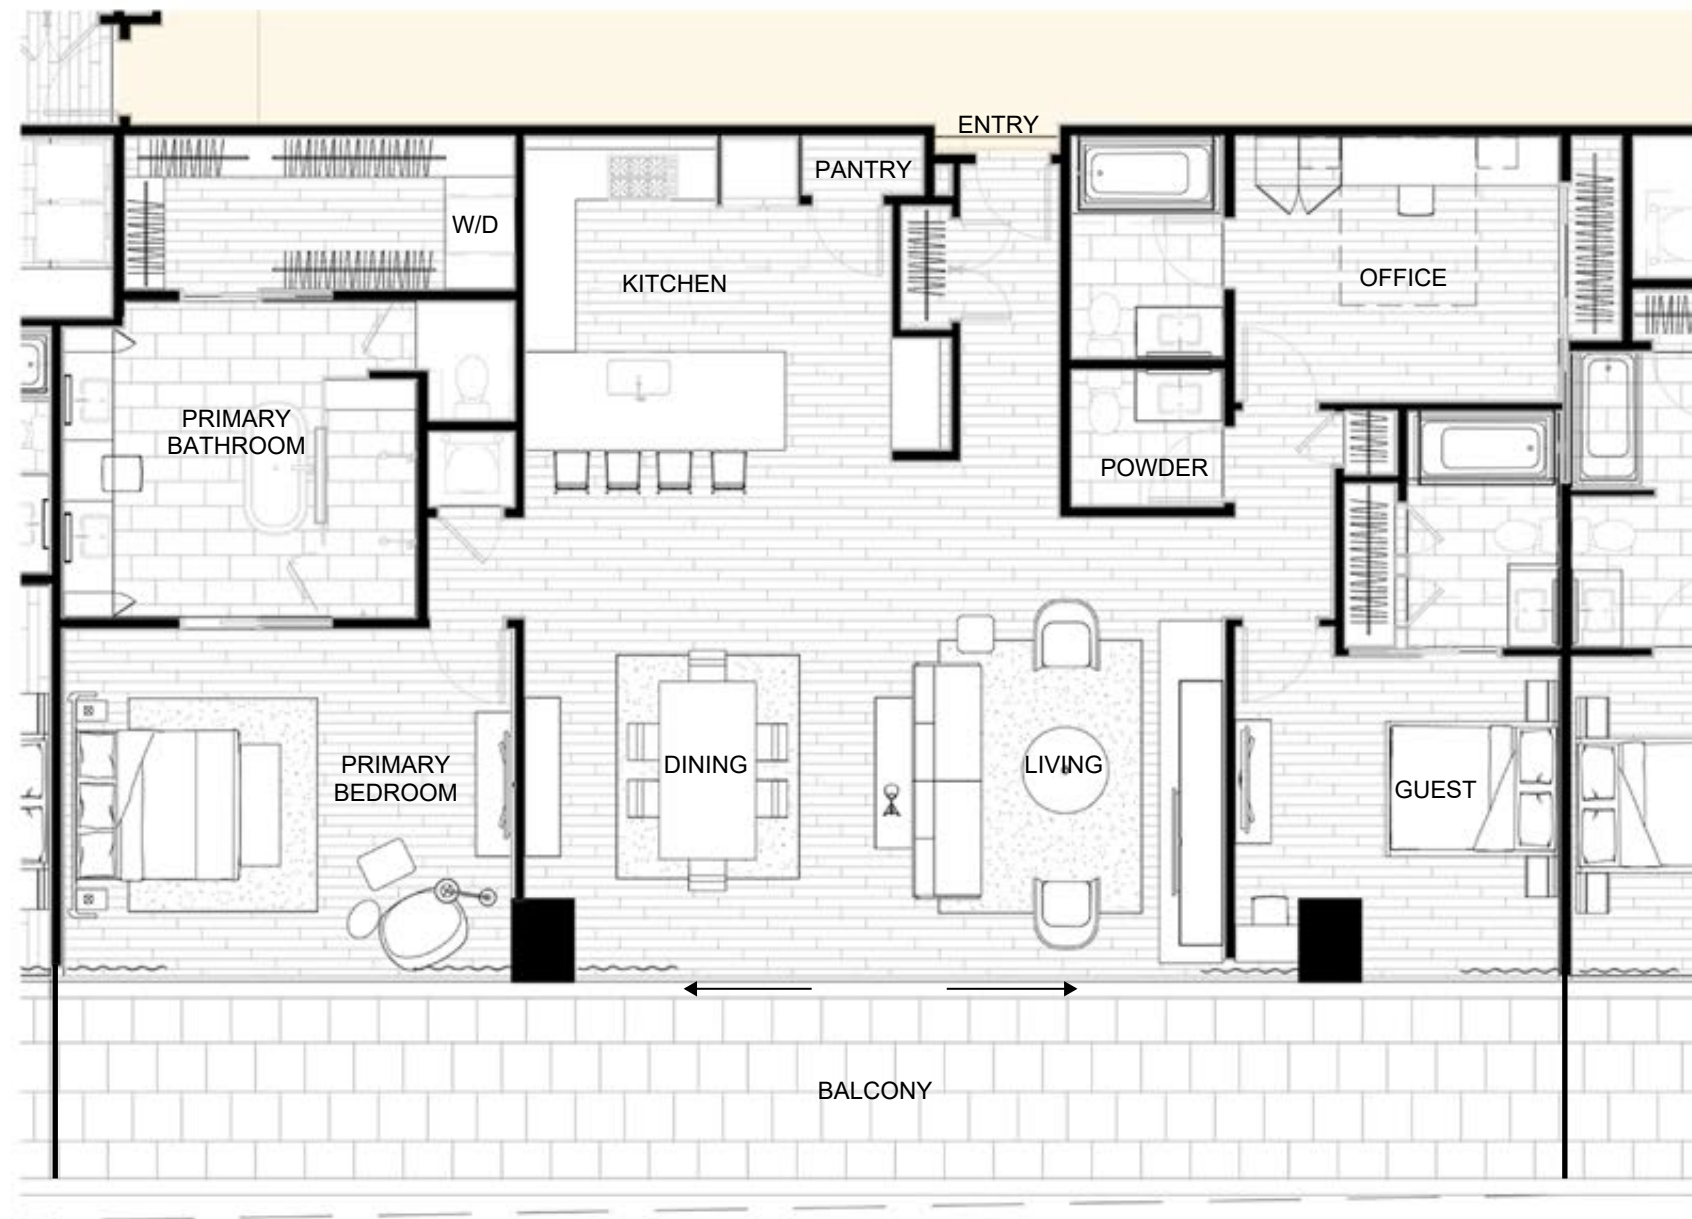 ENTRY
PANTRY
W/D
KITCHEN
OFFICE
PRIMARY
BATHROOM
POWDER
PRIMARY
BEDROOM
DINING
LIVING
GUEST
BALCONY